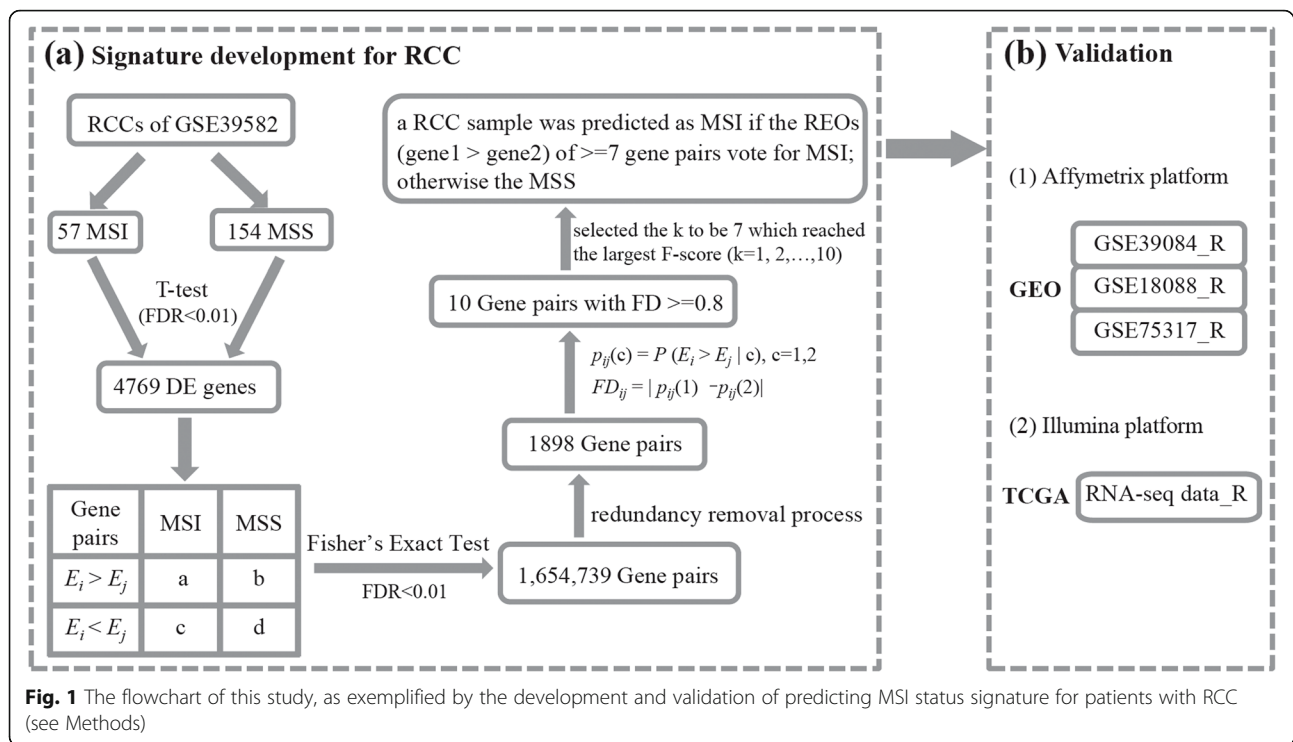 (a) Signature development for RCC
RCCs of GSE39582
57 MSI
154 MSS
T-test
(FDR<0.01)
4769 DE genes
Gene
pairs
MSI
MSS
E_i > E_j
a
b
E_i < E_j
c
d
Fisher's Exact Test
FDR<0.01
1,654,739 Gene pairs
redundancy removal process
1898 Gene pairs
p_ij(c) = P (E_i > E_j | c), c=1,2
FD_ij = | p_ij(1) -p_ij(2)|
10 Gene pairs with FD >=0.8
selected the k to be 7 which reached
the largest F-score (k=1, 2,…,10)
a RCC sample was predicted as MSI if the REOs
(gene1 > gene2) of >=7 gene pairs vote for MSI;
otherwise the MSS
(b) Validation
(1) Affymetrix platform
GEO
GSE39084_R
GSE18088_R
GSE75317_R
(2) Illumina platform
TCGA
RNA-seq data_R
Fig. 1 The flowchart of this study, as exemplified by the development and validation of predicting MSI status signature for patients with RCC
(see Methods)